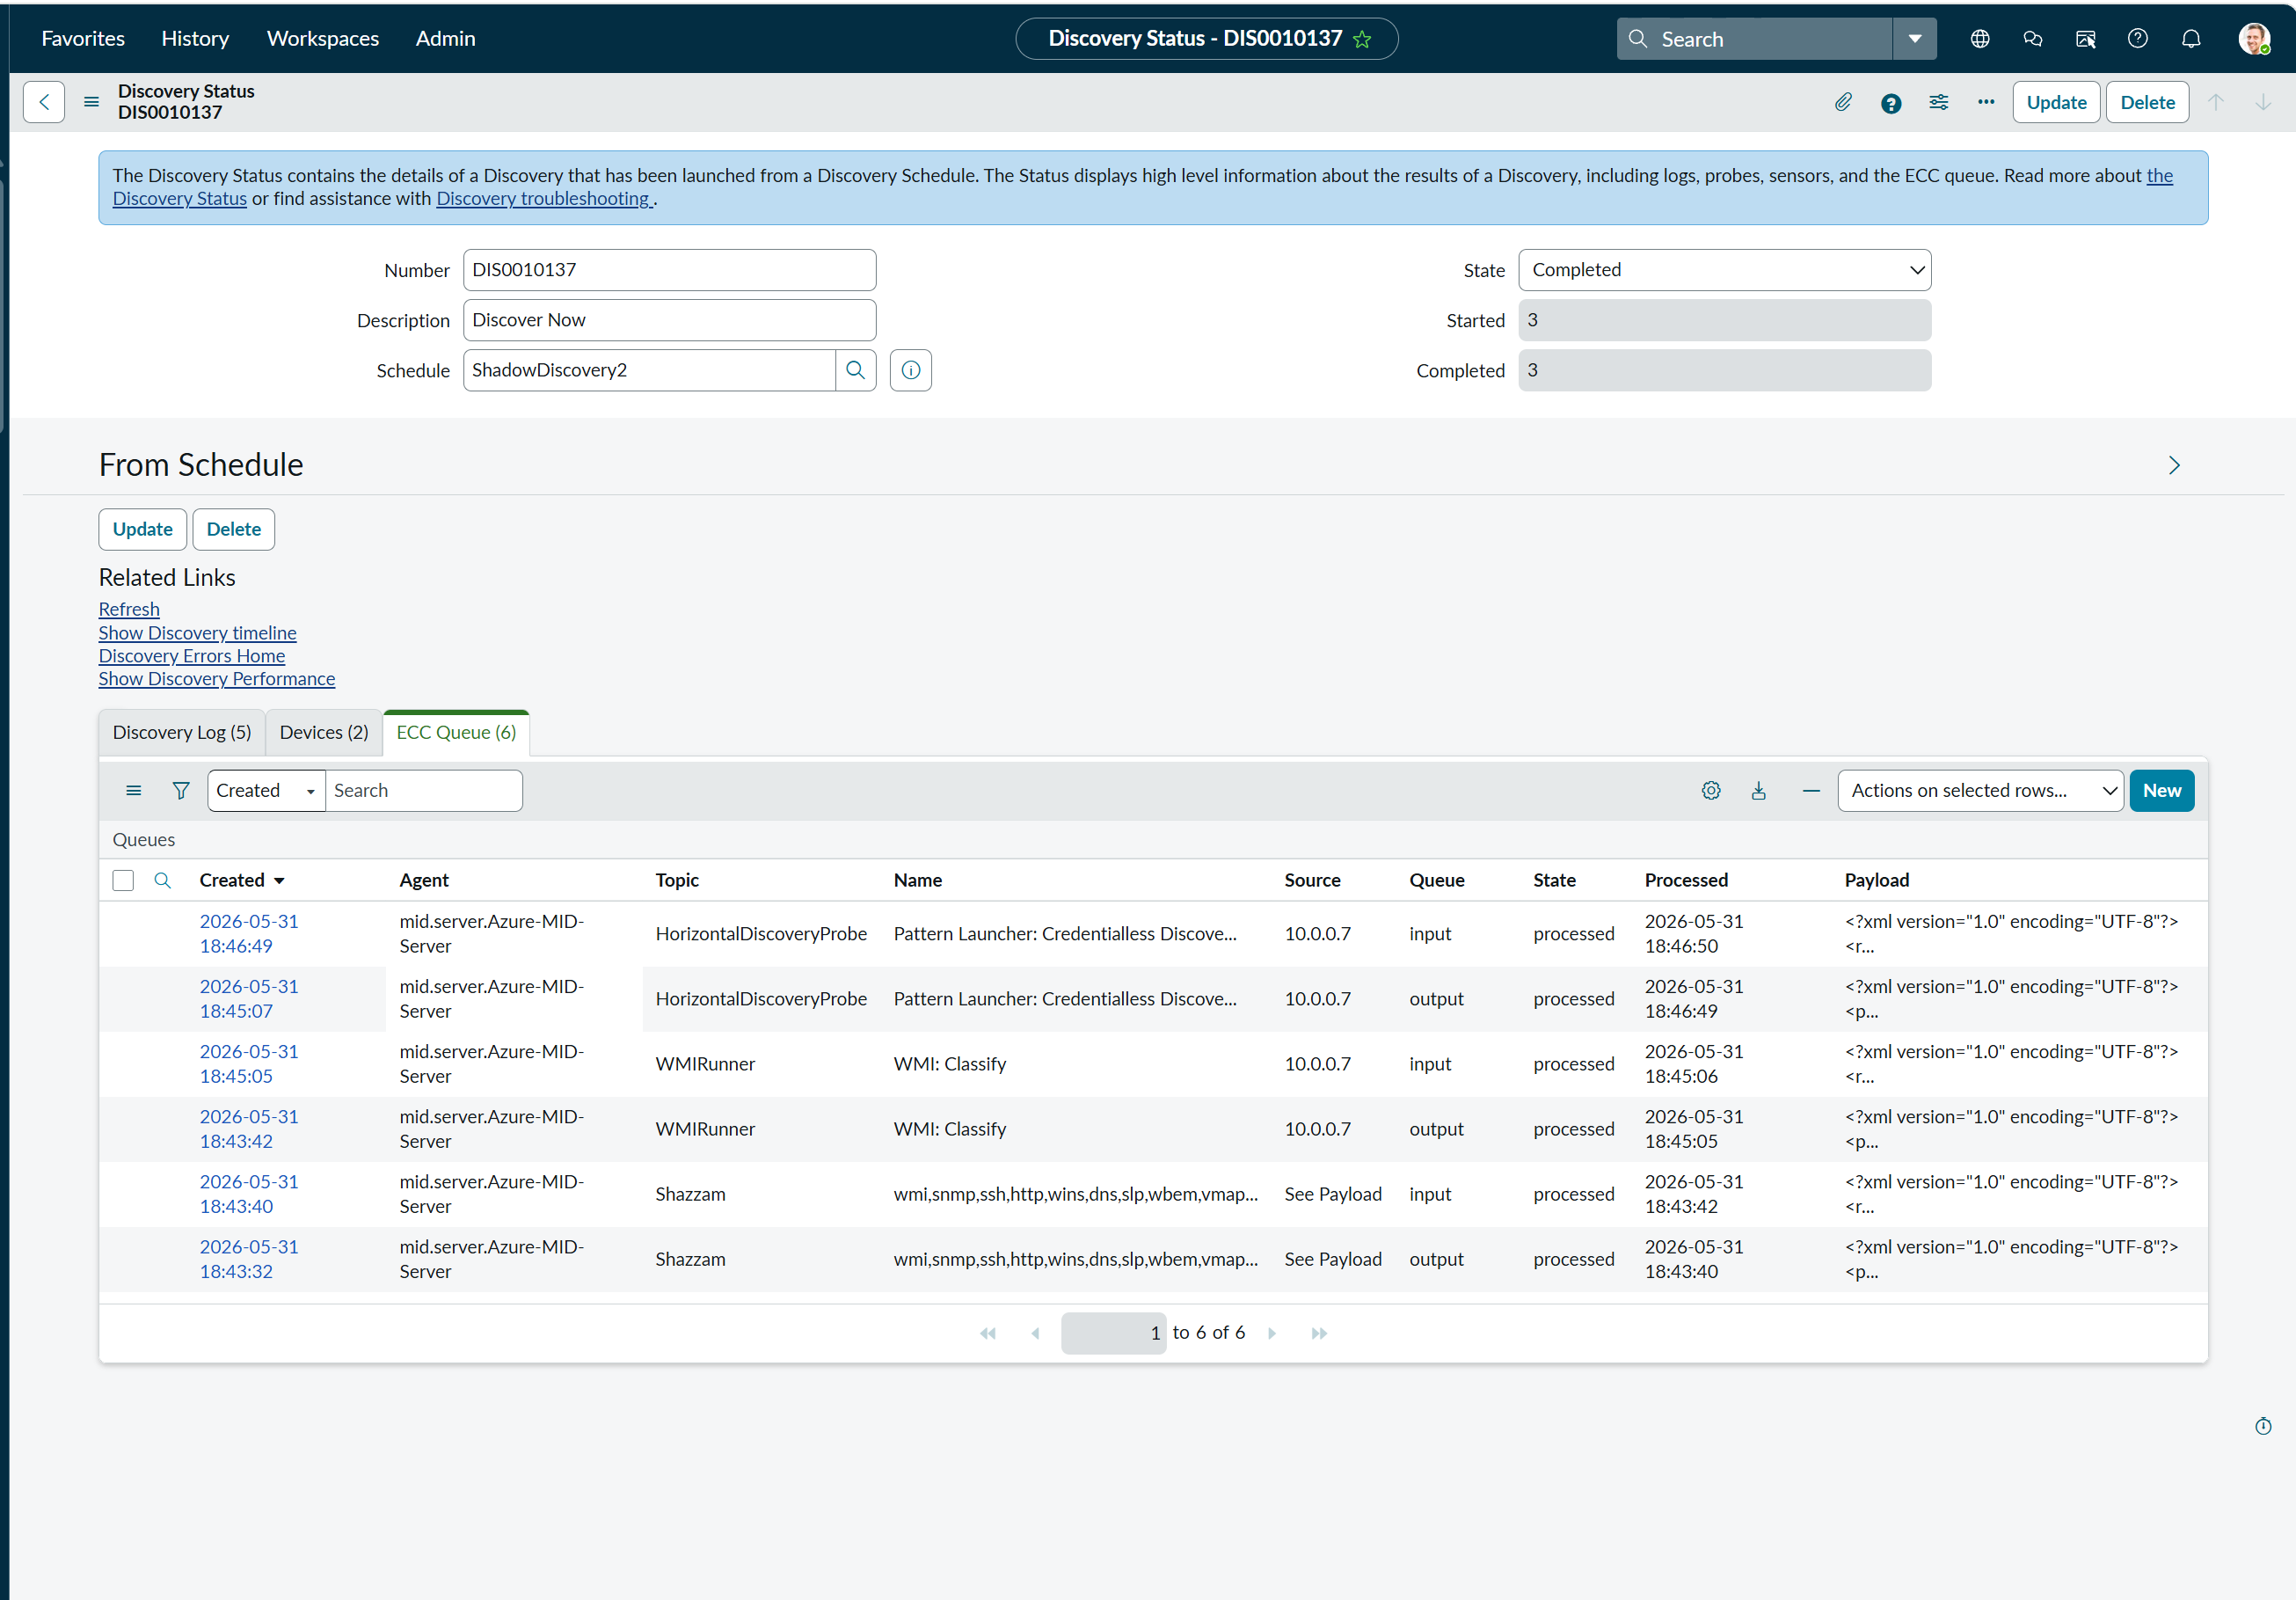 Favorites History Workspaces Admin Discovery Status - DIS0010137 Search
Discovery Status
DIS0010137
Update Delete
The Discovery Status contains the details of a Discovery that has been launched from a Discovery Schedule. The Status displays high level information about the results of a Discovery, including logs, probes, sensors, and the ECC queue. Read more about the
Discovery Status or find assistance with Discovery troubleshooting .
Number DIS0010137 State Completed
Description Discover Now Started 3
Schedule ShadowDiscovery2 Completed 3
From Schedule
Update Delete
Related Links
Refresh
Show Discovery timeline
Discovery Errors Home
Show Discovery Performance
Discovery Log (5) Devices (2) ECC Queue (6)
Created Search Actions on selected rows... New
Queues
Created Agent Topic Name Source Queue State Processed Payload
2026-05-31 mid.server.Azure-MID- 2026-05-31 <?xml version="1.0" encoding="UTF-8"?>
HorizontalDiscoveryProbe Pattern Launcher: Credentialless Discove... 10.0.0.7 input processed
18:46:49 Server 18:46:50 <r...
2026-05-31 mid.server.Azure-MID- 2026-05-31 <?xml version="1.0" encoding="UTF-8"?>
HorizontalDiscoveryProbe Pattern Launcher: Credentialless Discove... 10.0.0.7 output processed
18:45:07 Server 18:46:49 <p...
2026-05-31 mid.server.Azure-MID- 2026-05-31 <?xml version="1.0" encoding="UTF-8"?>
WMIRunner WMI: Classify 10.0.0.7 input processed
18:45:05 Server 18:45:06 <r...
2026-05-31 mid.server.Azure-MID- 2026-05-31 <?xml version="1.0" encoding="UTF-8"?>
WMIRunner WMI: Classify 10.0.0.7 output processed
18:43:42 Server 18:45:05 <p...
2026-05-31 mid.server.Azure-MID- 2026-05-31 <?xml version="1.0" encoding="UTF-8"?>
Shazzam wmi,snmp,ssh,http,wins,dns,slp,wbem,vmap... See Payload input processed
18:43:40 Server 18:43:42 <r...
2026-05-31 mid.server.Azure-MID- 2026-05-31 <?xml version="1.0" encoding="UTF-8"?>
Shazzam wmi,snmp,ssh,http,wins,dns,slp,wbem,vmap... See Payload output processed
18:43:32 Server 18:43:40 <p...
1 to 6 of 6